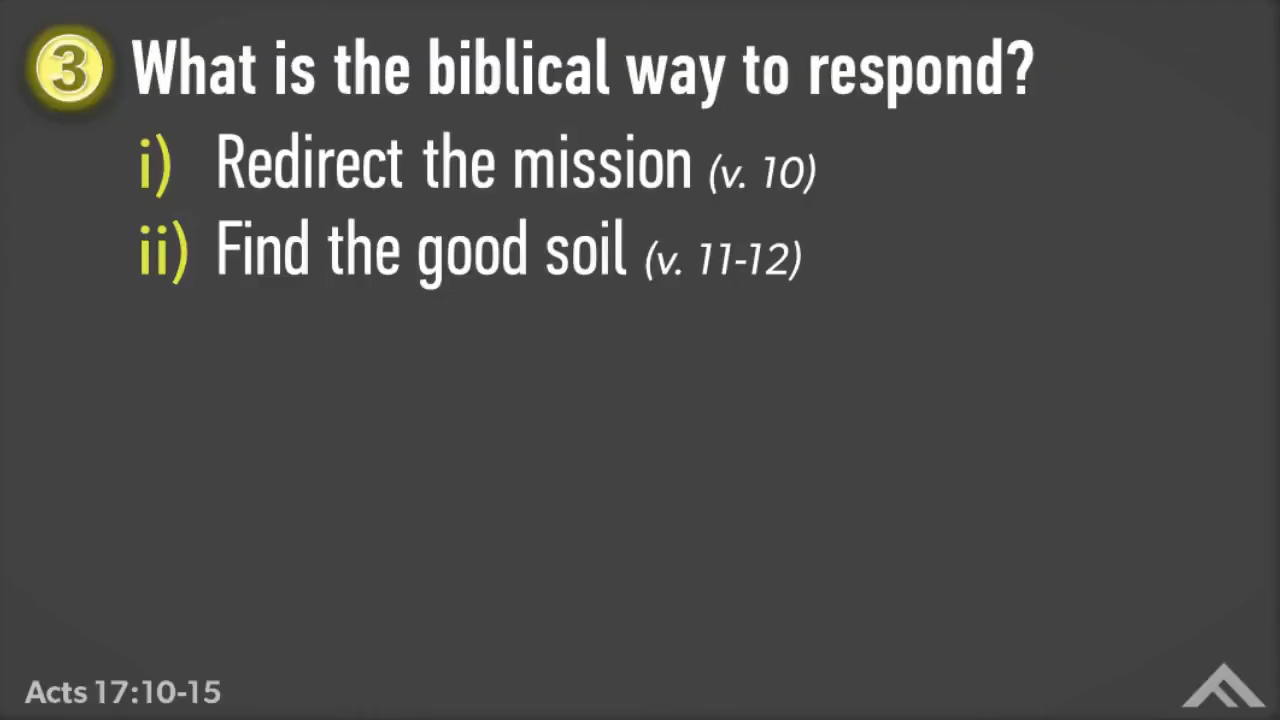 3 What is the biblical way to respond?
i) Redirect the mission (v. 10)
ii) Find the good soil (v. 11-12)
Acts 17:10-15